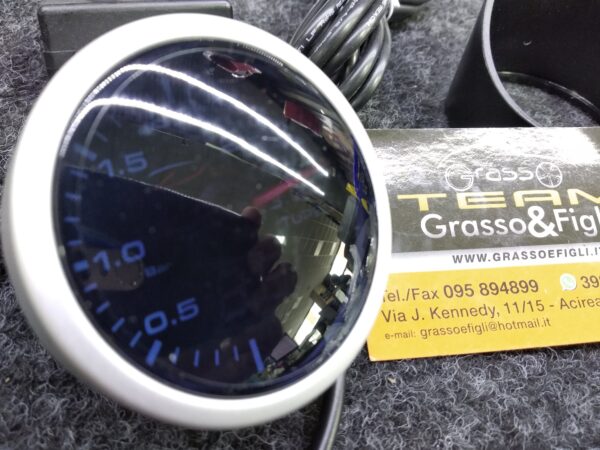 1.5
1.0
0.5
Grasso
TEAM
Grasso&Figli
WWW.GRASSOEFIGLI.IT
Tel./Fax 095 894899 39
Via J. Kennedy, 11/15 - Acirea
e-mail: grassoefigli@hotmail.it